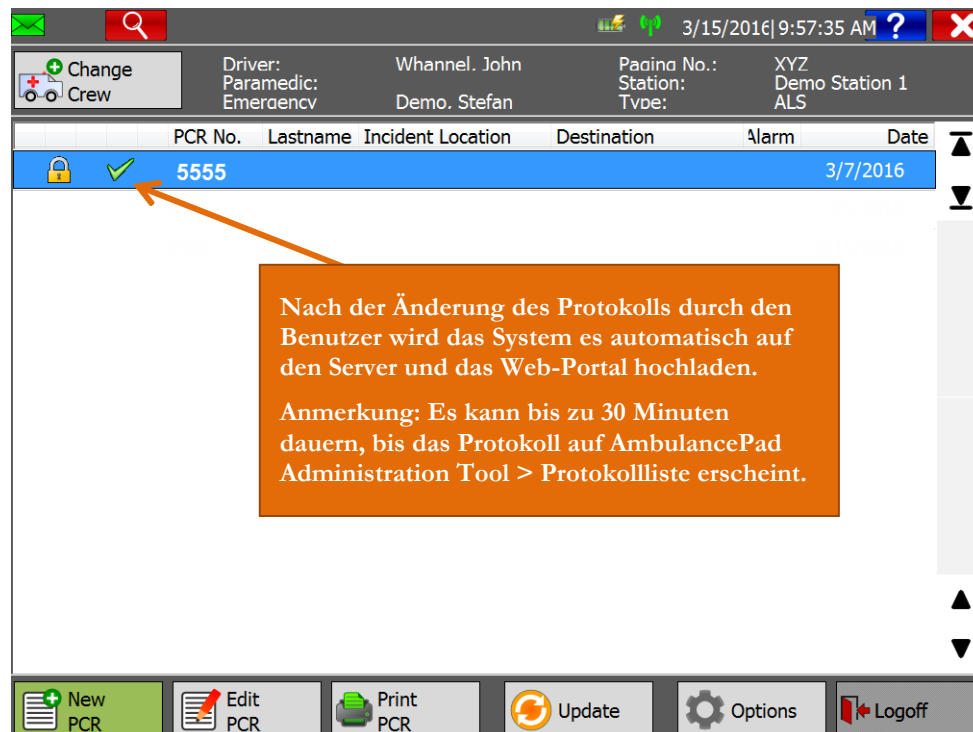 3/15/2016| 9:57:35 AM ?
Change Crew
Driver: Whannel. John Paging No.: XYZ
Paramedic: Station: Demo Station 1
Emergency Demo. Stefan Type: ALS
PCR No. Lastname Incident Location Destination Alarm Date
5555 3/7/2016
Nach der Änderung des Protokolls durch den
Benutzer wird das System es automatisch auf
den Server und das Web-Portal hochladen.
Anmerkung: Es kann bis zu 30 Minuten
dauern, bis das Protokoll auf AmbulancePad
Administration Tool > Protokollliste erscheint.
New PCR
Edit PCR
Print PCR
Update
Options
Logoff